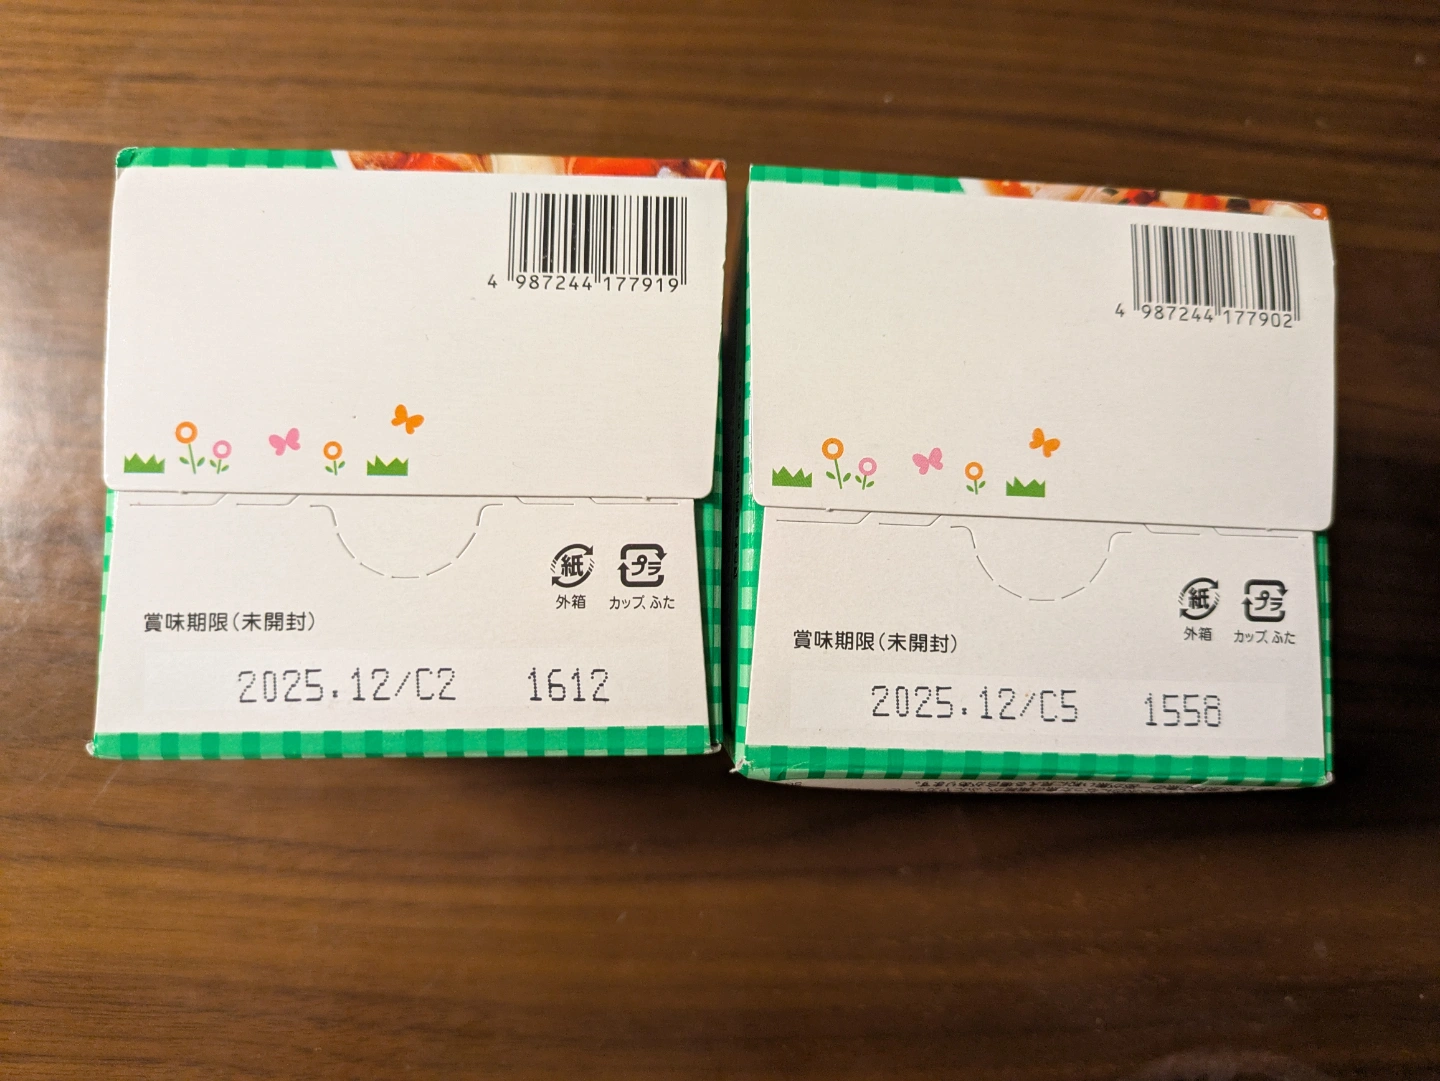 4 987244 177919
紙
プラ
外箱
カップ、ふた
賞味期限(未開封)
2025.12/C2 1612
4 987244 177902
紙
プラ
外箱
カップ、ふた
賞味期限(未開封)
2025.12/C5 1558